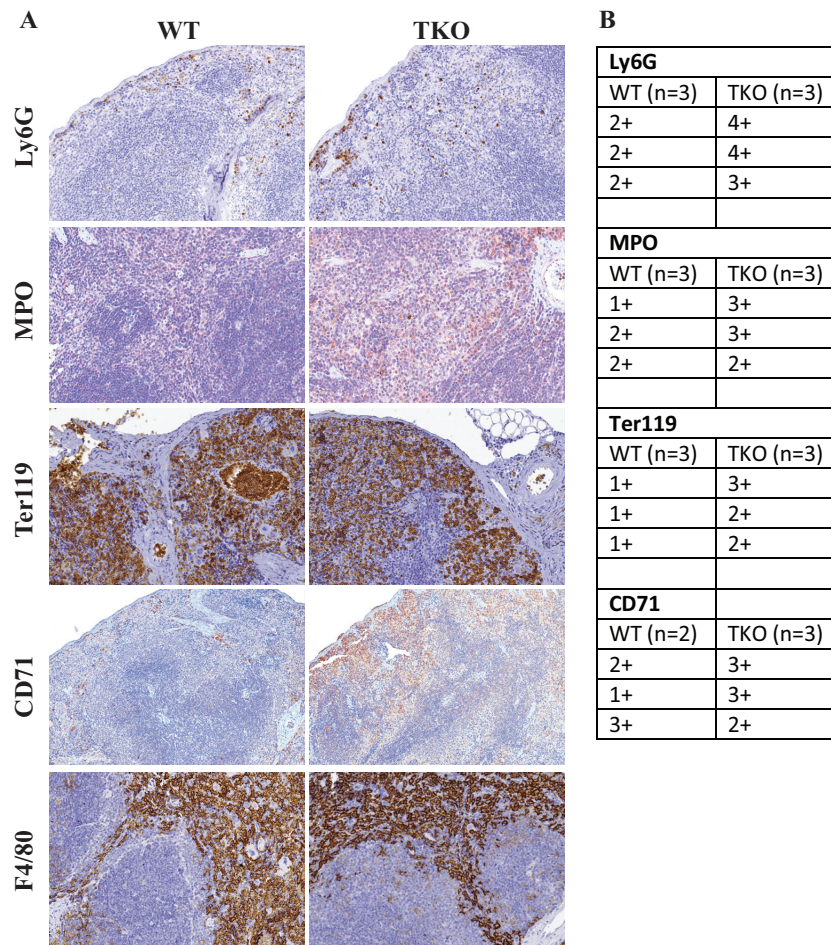 A
WT TKO
Ly6G
MPO
Ter119
CD71
F4/80
B
Ly6G
WT (n=3) TKO (n=3)
2+ 4+
2+ 4+
2+ 3+
MPO
WT (n=3) TKO (n=3)
1+ 3+
2+ 3+
2+ 2+
Ter119
WT (n=3) TKO (n=3)
1+ 3+
1+ 2+
1+ 2+
CD71
WT (n=2) TKO (n=3)
2+ 3+
1+ 3+
3+ 2+